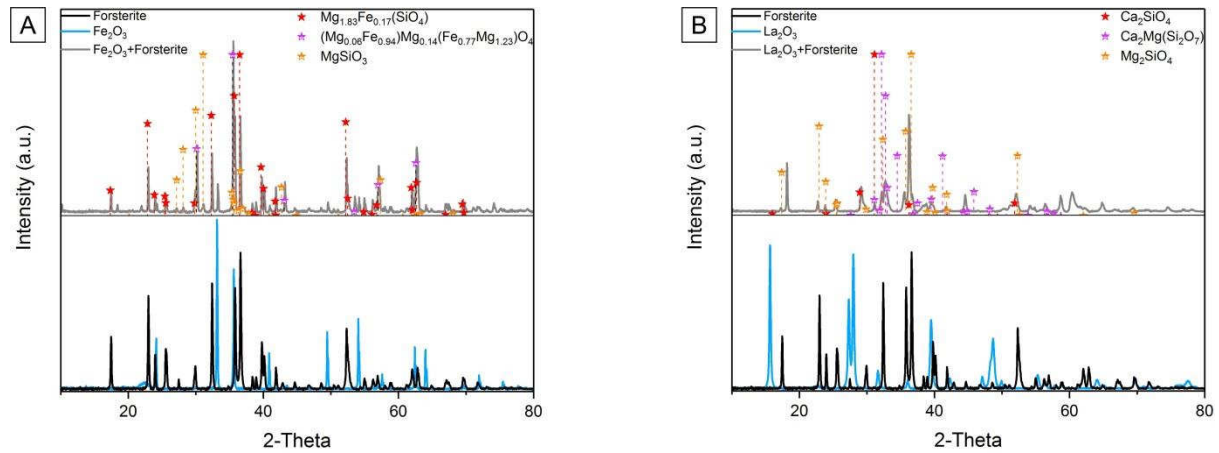 A
Forsterite
Fe₂O₃
Fe₂O₃+Forsterite
Mg₁.₈₃Fe₀.₁₇(SiO₄)
(Mg₀.₀₆Fe₀.₉₄)Mg₀.₁₄(Fe₀.₇₇Mg₁.₂₃)O₄
MgSiO₃
Intensity (a.u.)
20 40 60 80
2-Theta
B
Forsterite
La₂O₃
La₂O₃+Forsterite
Ca₂SiO₄
Ca₂Mg(Si₂O₇)
Mg₂SiO₄
Intensity (a.u.)
20 40 60 80
2-Theta